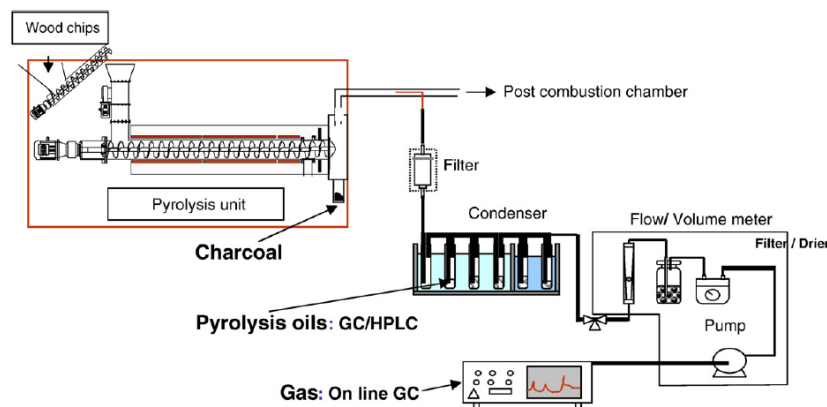 Wood chips
Post combustion chamber
Filter
Pyrolysis unit
Condenser
Flow/ Volume meter
Charcoal
Filter / Drier
Pyrolysis oils: GC/HPLC
Pump
Gas: On line GC